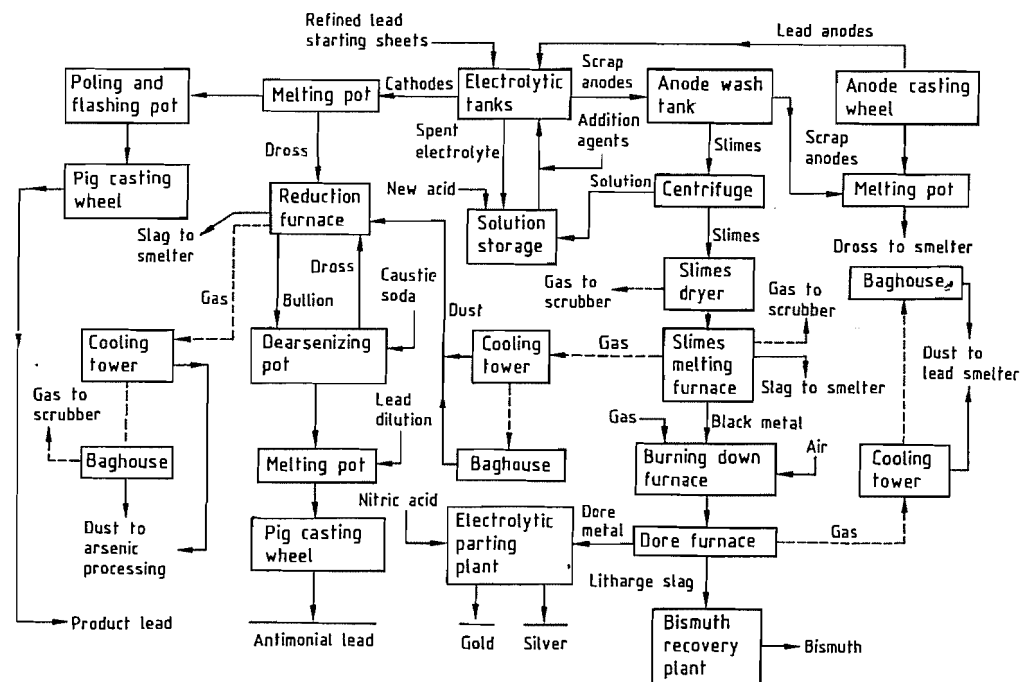 Refined lead
starting sheets
Lead anodes
Poling and
flashing pot
Melting pot
Cathodes
Electrolytic
tanks
Scrap
anodes
Anode wash
tank
Anode casting
wheel
Spent
electrolyte
Addition
agents
Scrap
anodes
Dross
Slimes
Pig casting
wheel
New acid
Solution
Centrifuge
Melting pot
Reduction
furnace
Solution
storage
Slag to
smelter
Dross
Slimes
Dross to smelter
Gas
Bullion
Caustic
soda
Gas to
scrubber
Slimes
dryer
Gas to
scrubber
Baghouse
Dust
Cooling
tower
Dearsenizing
pot
Cooling
tower
Gas
Slimes
melting
furnace
Dust to
lead smelter
Slag to smelter
Gas to
scrubber
Lead
dilution
Gas
Black metal
Air
Baghouse
Melting pot
Baghouse
Burning down
furnace
Cooling
tower
Nitric acid
Dore
metal
Dust to
arsenic
processing
Pig casting
wheel
Electrolytic
parting
plant
Dore furnace
Gas
Litharge slag
Product lead
Antimonial lead
Gold
Silver
Bismuth
recovery
plant
Bismuth